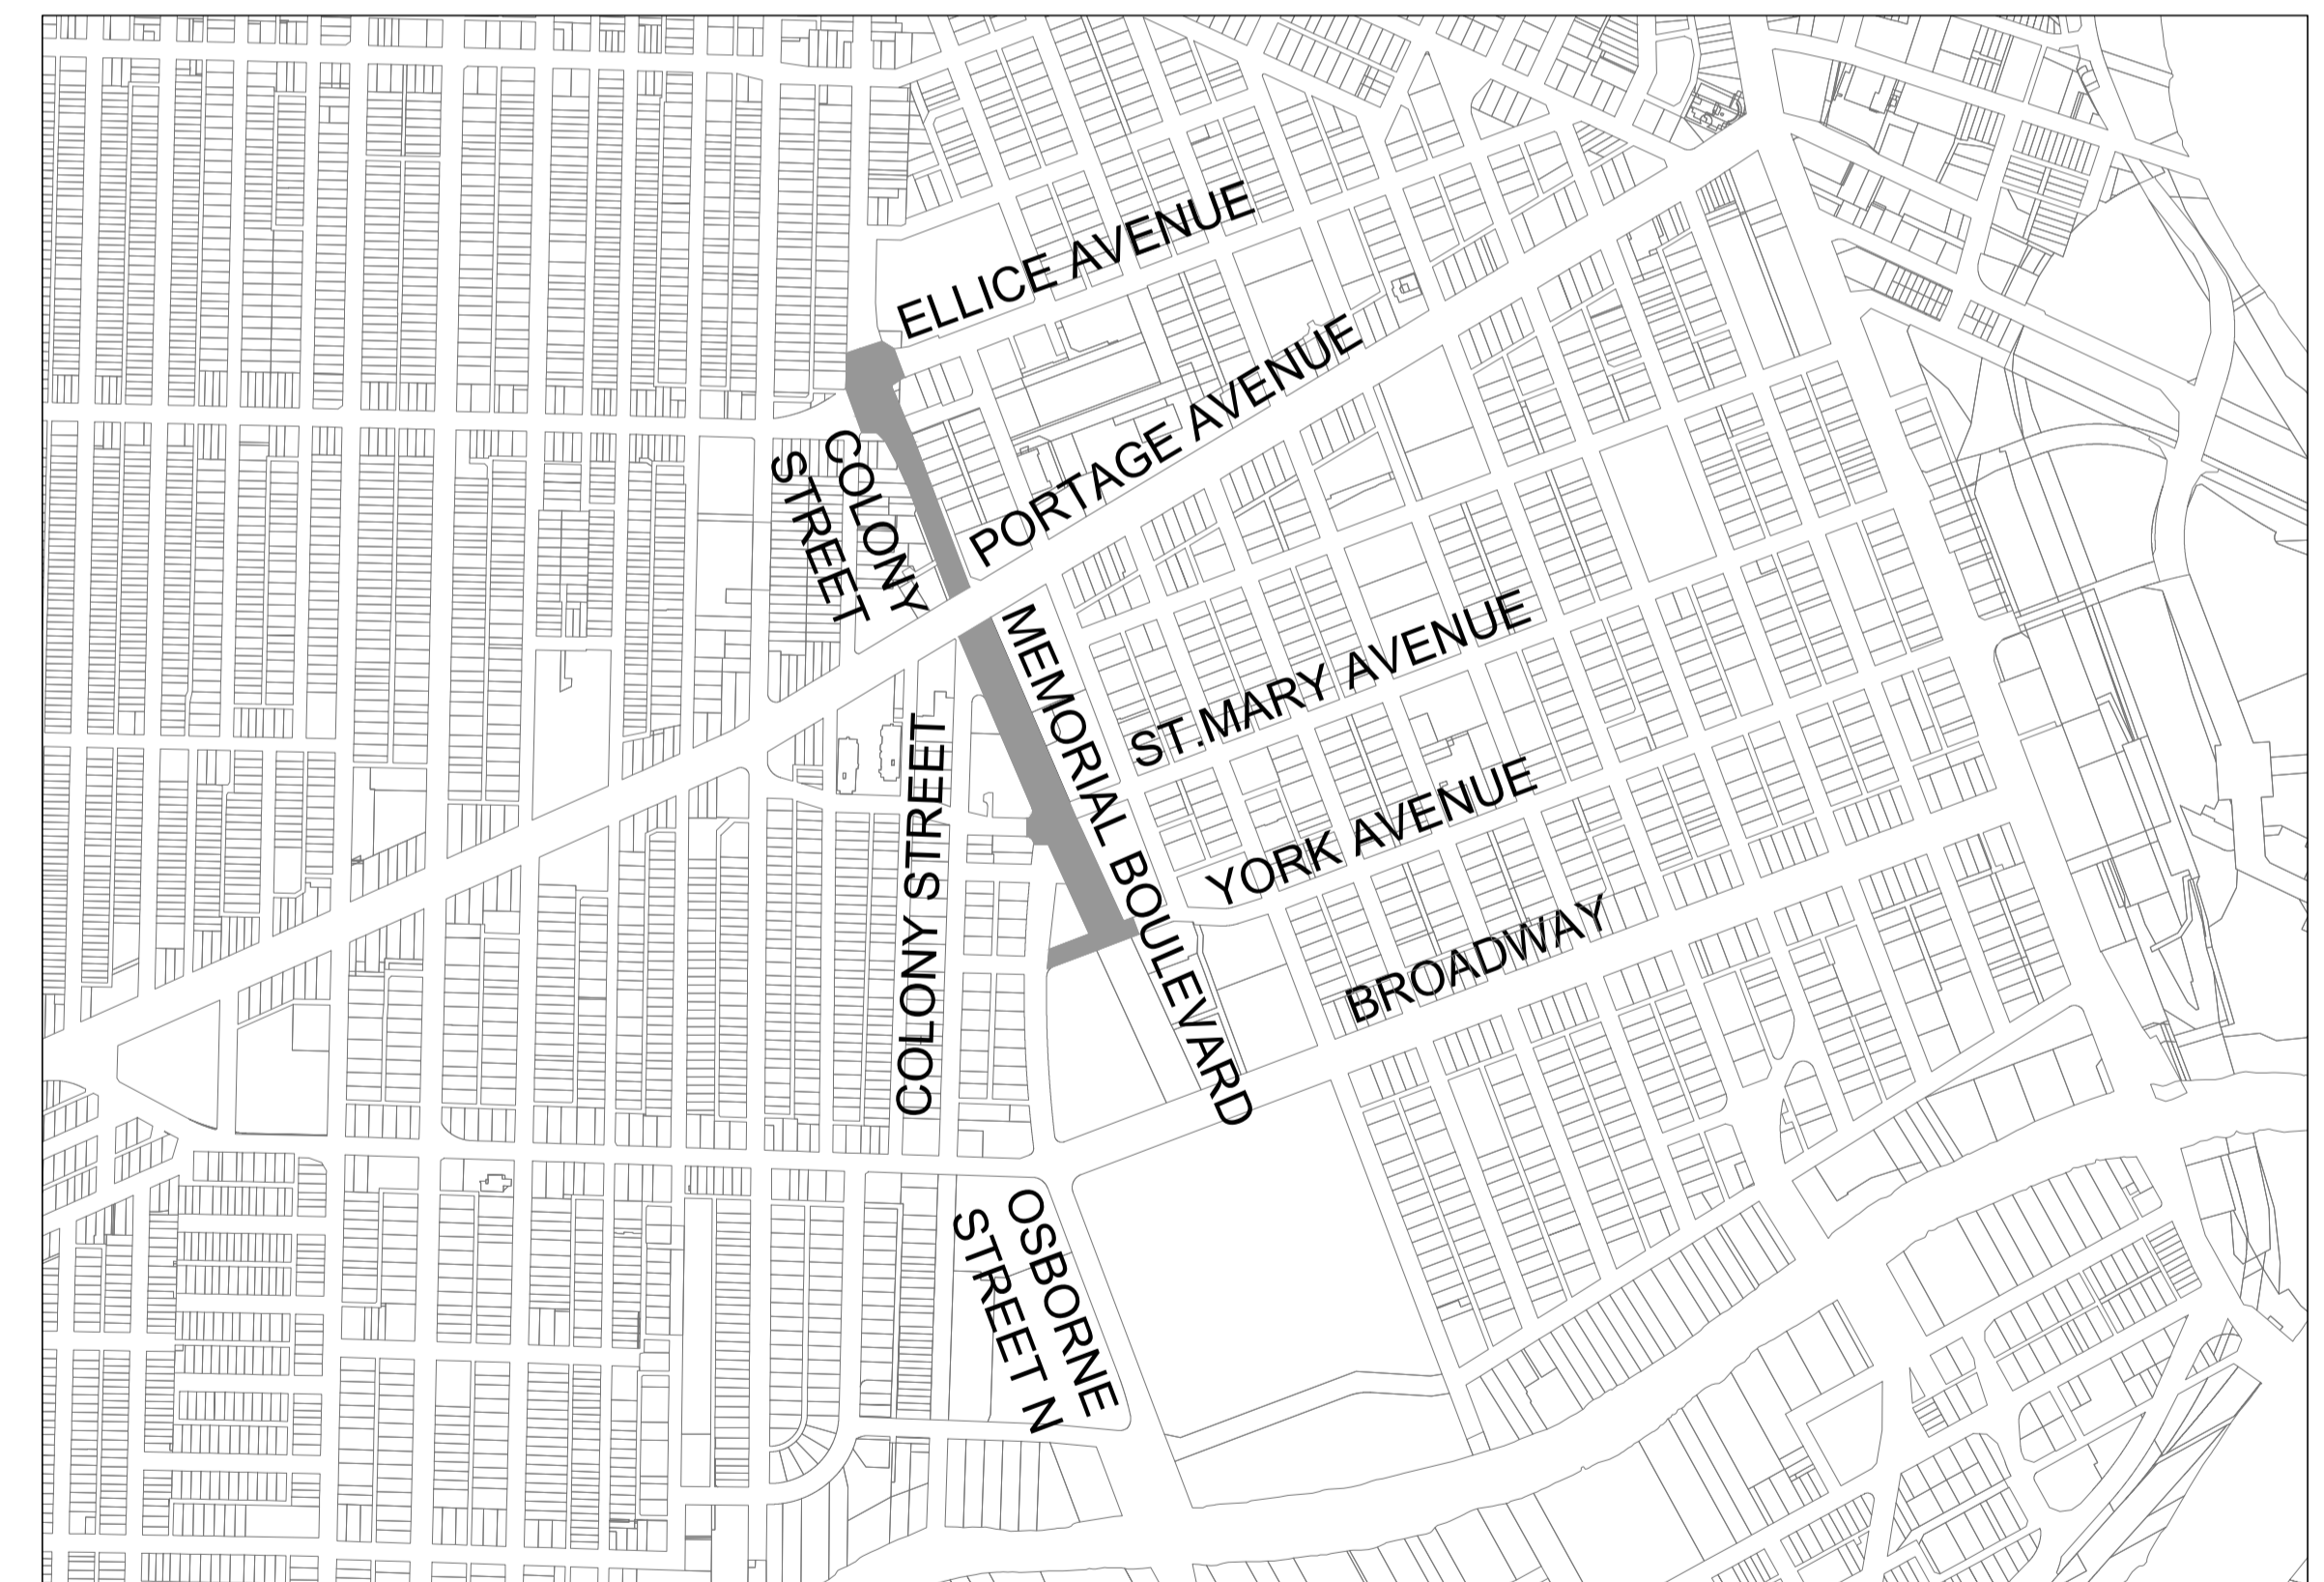 ELLICE AVENUE
PORTAGE AVENUE
COLONY
STREET
MEMORIAL BOULEVARD
ST.MARY AVENUE
COLONY STREET
YORK AVENUE
BROADWAY
OSBORNE
STREET N